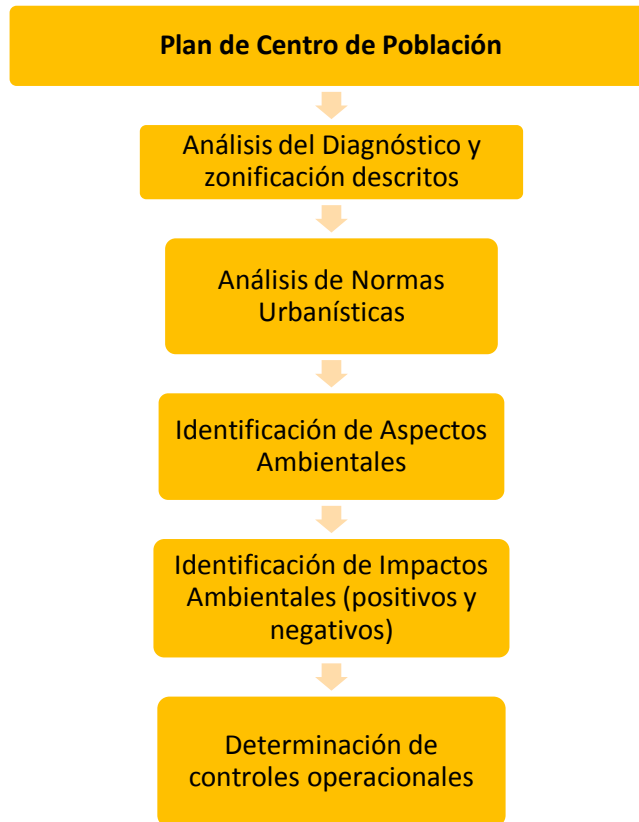 Plan de Centro de Población
Análisis del Diagnóstico y
zonificación descritos
Análisis de Normas
Urbanísticas
Identificación de Aspectos
Ambientales
Identificación de Impactos
Ambientales (positivos y
negativos)
Determinación de
controles operacionales